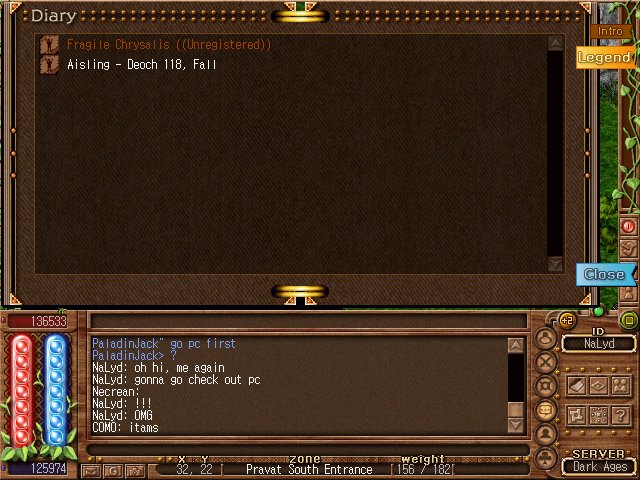 Diary
Intro
Legend
Fragile Chrysalis ((Unregistered))
Aisling - Deoch 118, Fall
Close
136533
+2
ID
NaLyd
PaladinJack" go pc first
PaladinJack> ?
NaLyd: oh hi, me again
NaLyd: gonna go check out pc
Necrean:
NaLyd: !!!
NaLyd: OMG
COMO: itams
?
X Y zone weight
125974
G
32, 22 [ Pravat South Entrance [156 / 182[
SERVER
Dark Ages